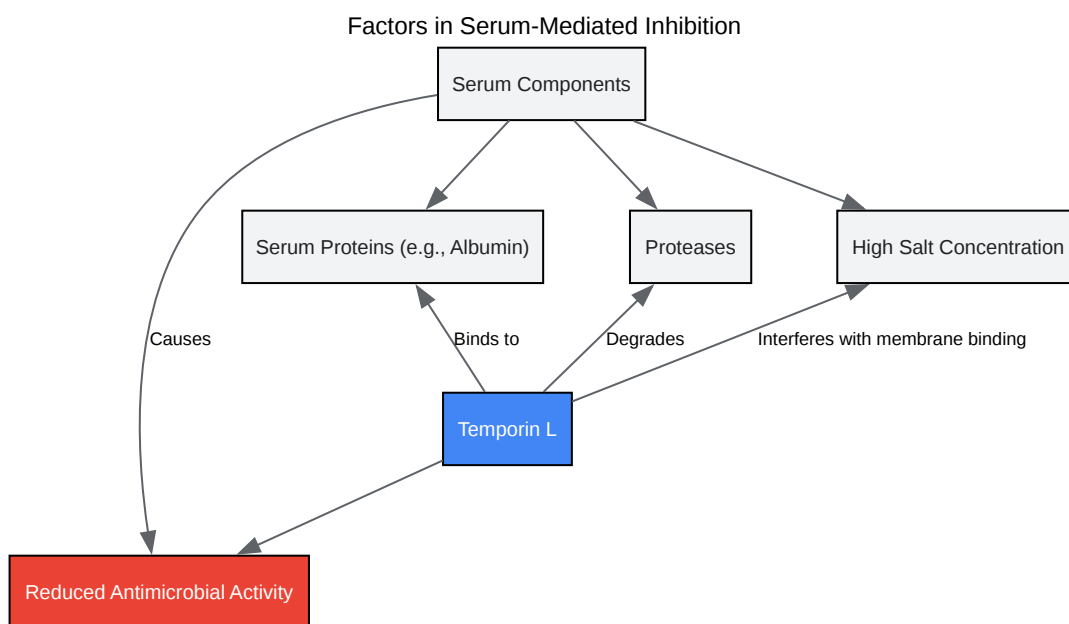 Factors in Serum-Mediated Inhibition
Serum Components
Serum Proteins (e.g., Albumin)
Proteases
High Salt Concentration
Causes
Binds to
Degrades
Interferes with membrane binding
Temporin L
Reduced Antimicrobial Activity